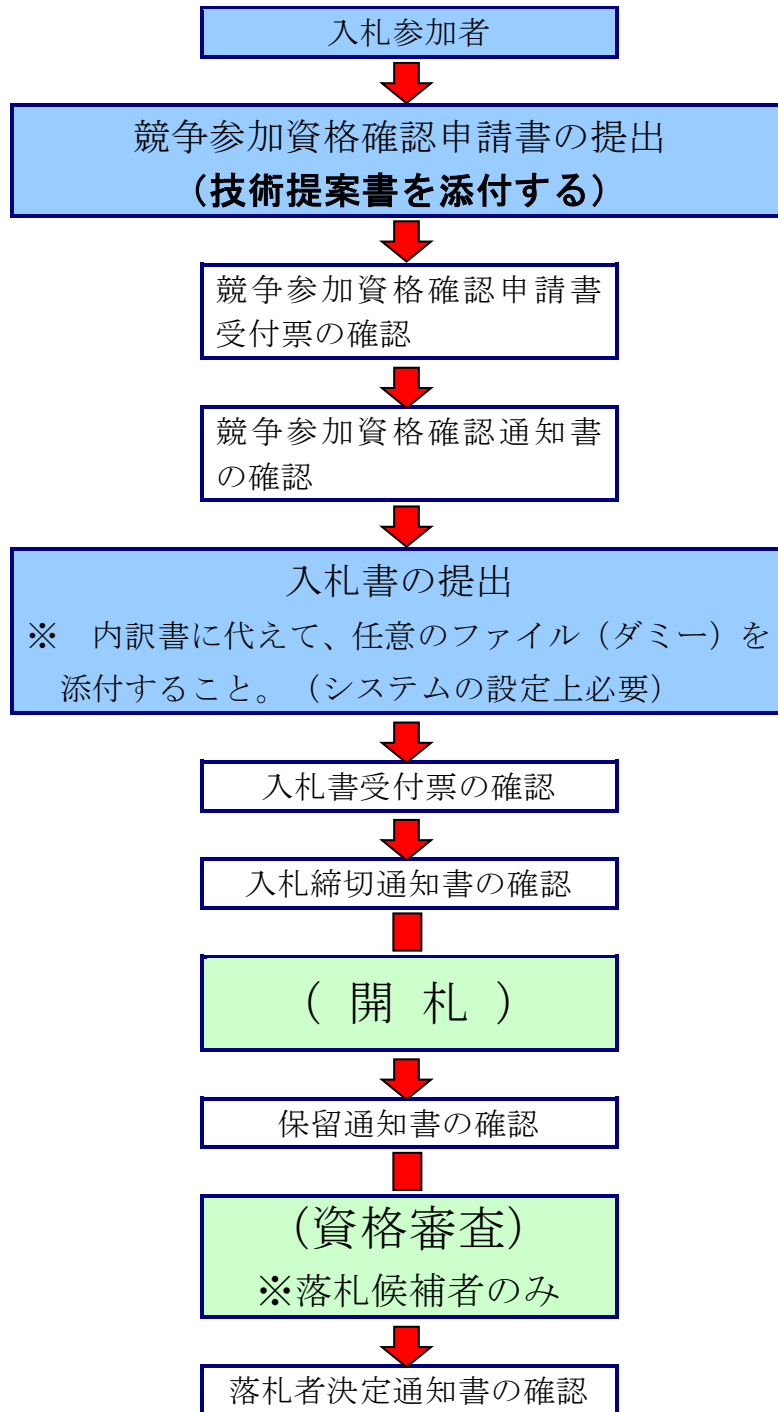 入札参加者
競争参加資格確認申請書の提出
（技術提案書を添付する）
競争参加資格確認申請書
受付票の確認
競争参加資格確認通知書
の確認
入札書の提出
※　内訳書に代えて、任意のファイル（ダミー）を
添付すること。（システムの設定上必要）
入札書受付票の確認
入札締切通知書の確認
（ 開 札 ）
保留通知書の確認
（資格審査）
※落札候補者のみ
落札者決定通知書の確認